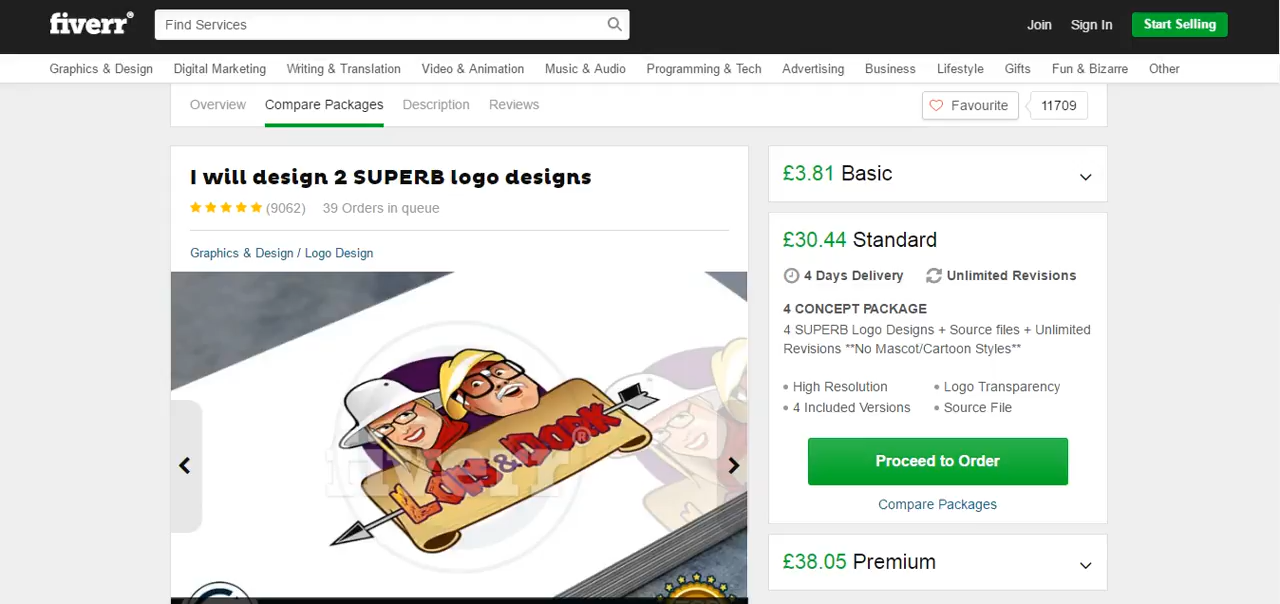 fiverr®
Find Services
Join
Sign In
Start Selling
Graphics & Design
Digital Marketing
Writing & Translation
Video & Animation
Music & Audio
Programming & Tech
Advertising
Business
Lifestyle
Gifts
Fun & Bizarre
Other
Overview
Compare Packages
Description
Reviews
Favourite
11709
I will design 2 SUPERB logo designs
(9062)
39 Orders in queue
Graphics & Design / Logo Design
LONY & DORK
®
fiverr
£3.81 Basic
£30.44 Standard
4 Days Delivery
Unlimited Revisions
4 CONCEPT PACKAGE
4 SUPERB Logo Designs + Source files + Unlimited
Revisions **No Mascot/Cartoon Styles**
• High Resolution
• Logo Transparency
• 4 Included Versions
• Source File
Proceed to Order
Compare Packages
£38.05 Premium